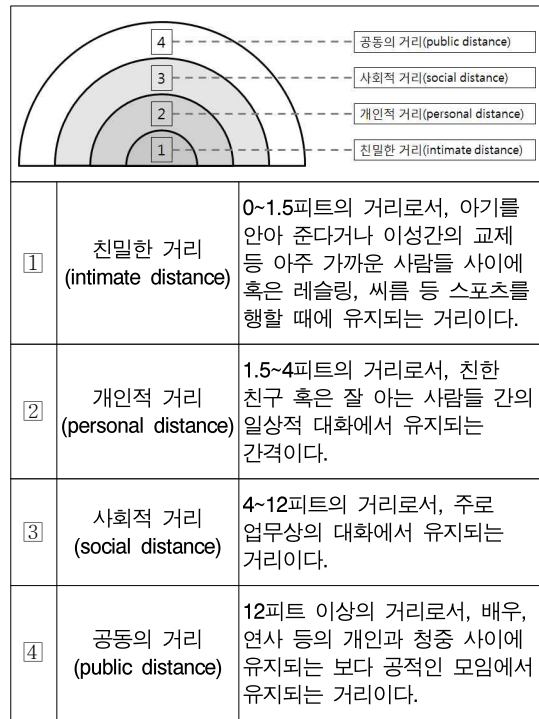 4
공동의 거리(public distance)
3
사회적 거리(social distance)
2
개인적 거리(personal distance)
1
친밀한 거리(intimate distance)
1
친밀한 거리
(intimate distance)
0~1.5피트의 거리로서, 아기를
안아 준다거나 이성간의 교제
등 아주 가까운 사람들 사이에
혹은 레슬링, 씨름 등 스포츠를
행할 때에 유지되는 거리이다.
2
개인적 거리
(personal distance)
1.5~4피트의 거리로서, 친한
친구 혹은 잘 아는 사람들 간의
일상적 대화에서 유지되는
간격이다.
3
사회적 거리
(social distance)
4~12피트의 거리로서, 주로
업무상의 대화에서 유지되는
거리이다.
4
공동의 거리
(public distance)
12피트 이상의 거리로서, 배우,
연사 등의 개인과 청중 사이에
유지되는 보다 공적인 모임에서
유지되는 거리이다.